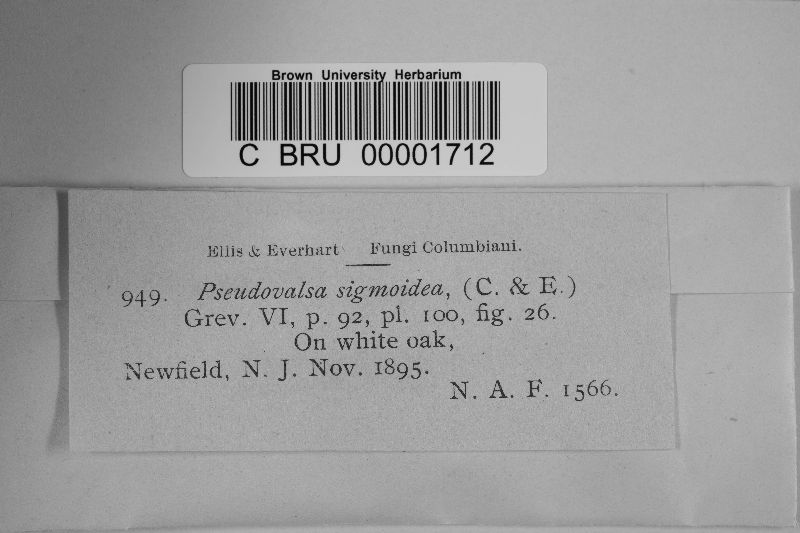 Brown University Herbarium
C BRU 00001712
Ellis & Everhart Fungi Columbiani.
949. Pseudovalsa sigmoidea, (C. & E.)
Grev. VI, p. 92, pl. 100, fig. 26.
On white oak,
Newfield, N. J. Nov. 1895.
N. A. F. 1566.